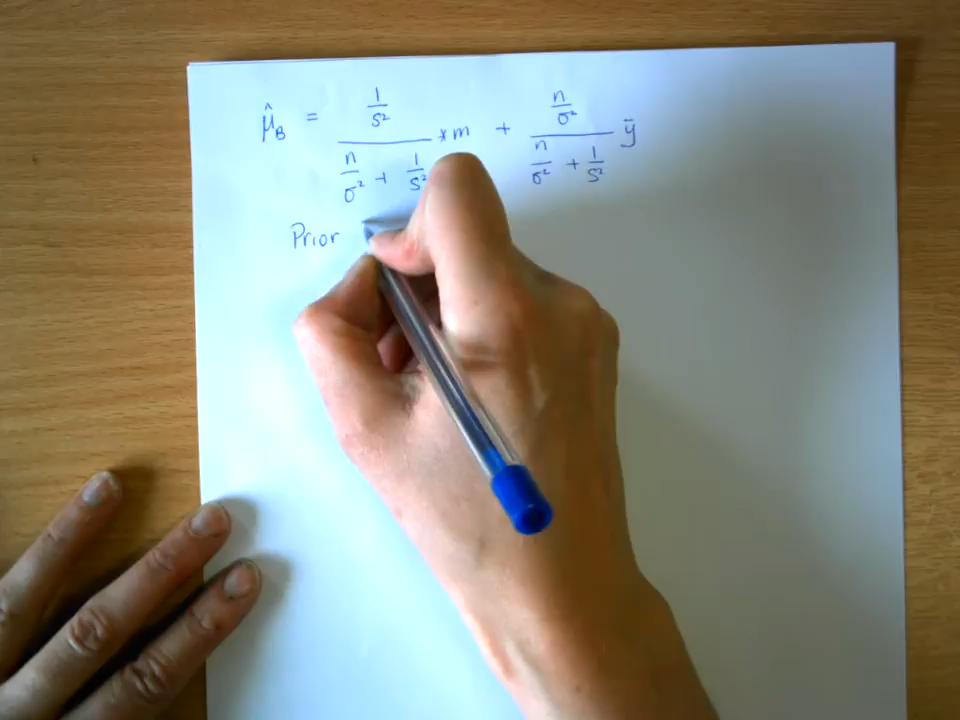 μ̂_B = (1/s²)/(n/σ² + 1/s²) * m + (n/σ²)/(n/σ² + 1/s²) ȳ
Prior